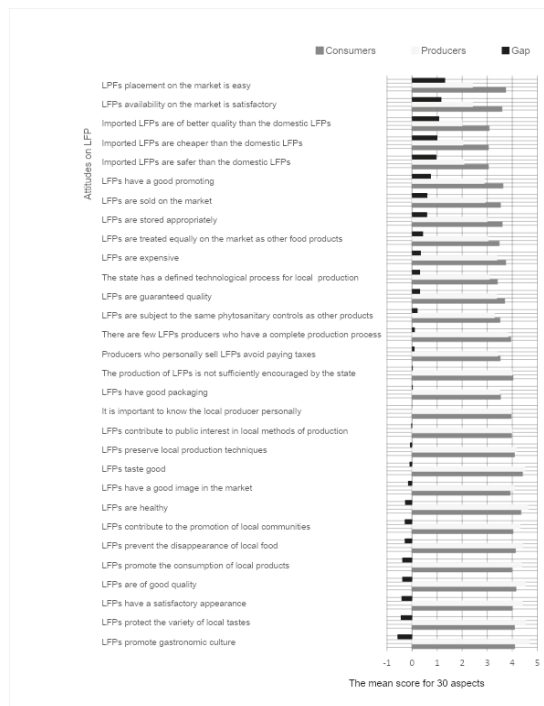 Consumers Producers Gap
Attitudes on LFP
LPFs placement on the market is easy
LFPs availability on the market is satisfactory
Imported LFPs are of better quality than the domestic LFPs
Imported LFPs are cheaper than the domestic LFPs
Imported LFPs are safer than the domestic LFPs
LFPs have a good promoting
LFPs are sold on the market
LFPs are stored appropriately
LFPs are treated equally on the market as other food products
LFPs are expensive
The state has a defined technological process for local production
LFPs are guaranteed quality
LFPs are subject to the same phytosanitary controls as other products
There are few LFPs producers who have a complete production process
Producers who personally sell LFPs avoid paying taxes
The production of LFPs is not sufficiently encouraged by the state
LFPs have good packaging
It is important to know the local producer personally
LFPs contribute to public interest in local methods of production
LFPs preserve local production techniques
LFPs taste good
LFPs have a good image in the market
LFPs are healthy
LFPs contribute to the promotion of local communities
LFPs prevent the disappearance of local food
LFPs promote the consumption of local products
LFPs are of good quality
LFPs have a satisfactory appearance
LFPs protect the variety of local tastes
LFPs promote gastronomic culture
-1 0 1 2 3 4 5
The mean score for 30 aspects